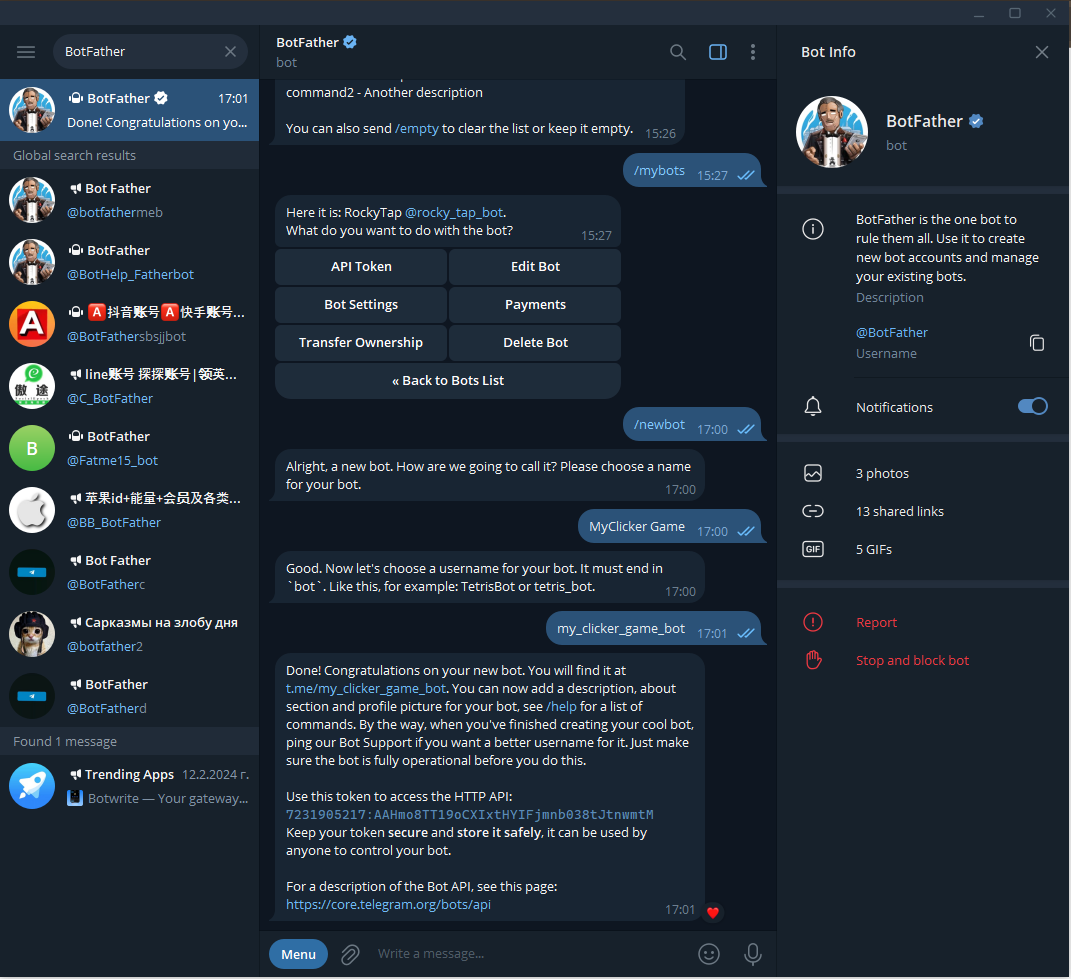 BotFather
BotFather
17:01
Done! Congratulations on yo...
Global search results
Bot Father
@botfathermeb
BotFather
@BotHelp_Fatherbot
A抖音账号A快手账号...
@BotFathersbsjjbot
line账号 探探账号|领英...
傲途
@C_BotFather
B
BotFather
@Fatme15_bot
苹果id+能量+会员及各类...
@BB_BotFather
Bot Father
@BotFatherc
Сарказмы на злобу дня
@botfather2
BotFather
@BotFatherd
Found 1 message
Trending Apps 12.2.2024 г.
Botwrite — Your gateway...
BotFather
bot
command2 - Another description
You can also send /empty to clear the list or keep it empty. 15:26
/mybots 15:27
Here it is: RockyTap @rocky_tap_bot.
What do you want to do with the bot?
15:27
API Token Edit Bot
Bot Settings Payments
Transfer Ownership Delete Bot
« Back to Bots List
/newbot 17:00
Alright, a new bot. How are we going to call it? Please choose a name
for your bot.
17:00
MyClicker Game 17:00
Good. Now let's choose a username for your bot. It must end in
`bot`. Like this, for example: TetrisBot or tetris_bot.
17:00
my_clicker_game_bot 17:01
Done! Congratulations on your new bot. You will find it at
t.me/my_clicker_game_bot. You can now add a description, about
section and profile picture for your bot, see /help for a list of
commands. By the way, when you've finished creating your cool bot,
ping our Bot Support if you want a better username for it. Just make
sure the bot is fully operational before you do this.
Use this token to access the HTTP API:
7231905217:AAHmo8TT19oCXIxtHYIFjmnb038tJtnwmtM
Keep your token secure and store it safely, it can be used by
anyone to control your bot.
For a description of the Bot API, see this page:
https://core.telegram.org/bots/api
17:01
Menu
Write a message...
Bot Info
BotFather
bot
BotFather is the one bot to
rule them all. Use it to create
new bot accounts and manage
your existing bots.
Description
@BotFather
Username
Notifications
3 photos
13 shared links
GIF 5 GIFs
Report
Stop and block bot